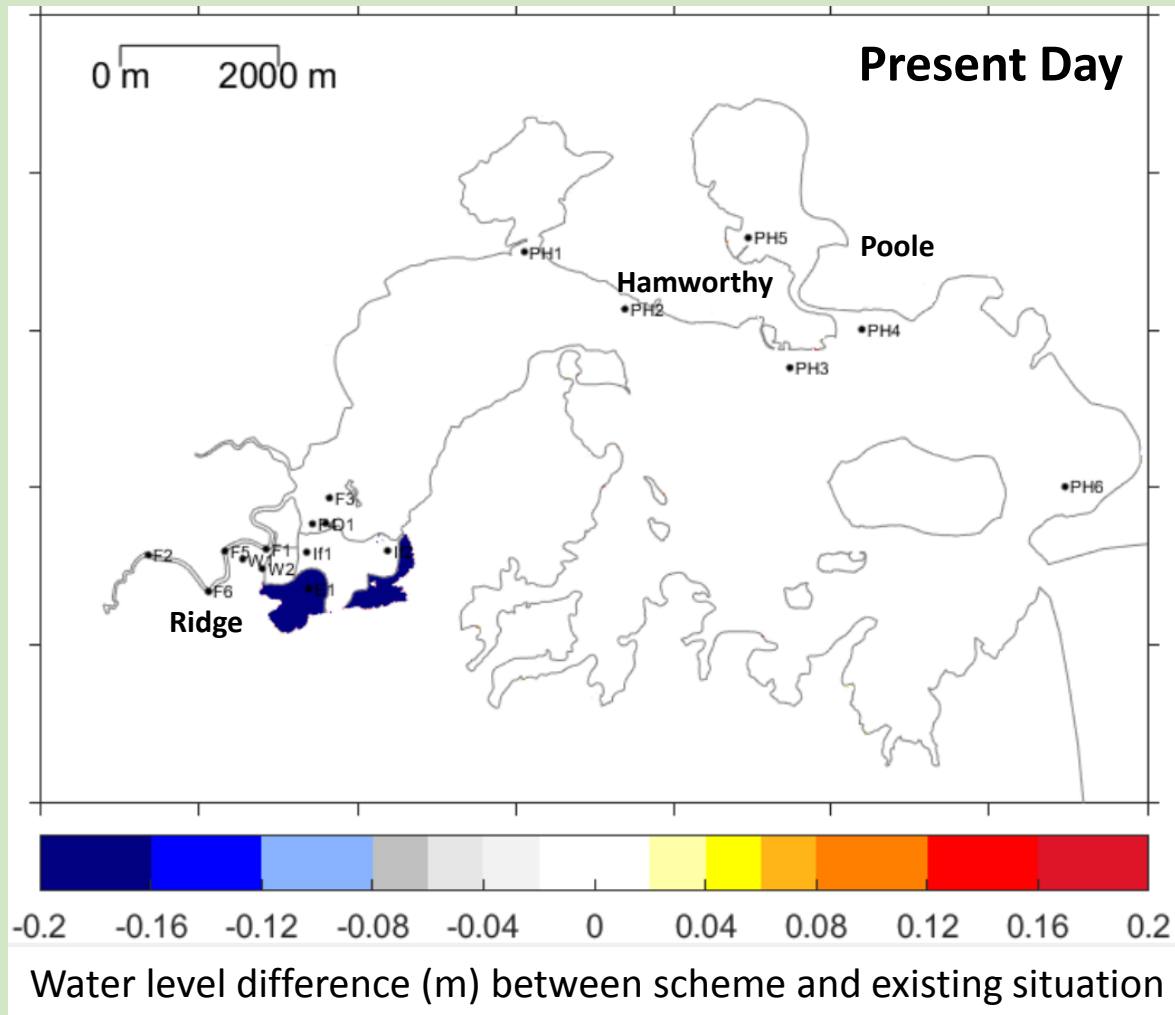 0 m 2000 m
Present Day
PH5
Poole
PH1
Hamworthy
PH2
PH4
PH3
PH6
F3
D1
F2
F5
F1
If1
W1
W2
F6
Ridge
-0.2 -0.16 -0.12 -0.08 -0.04 0 0.04 0.08 0.12 0.16 0.2
Water level difference (m) between scheme and existing situation